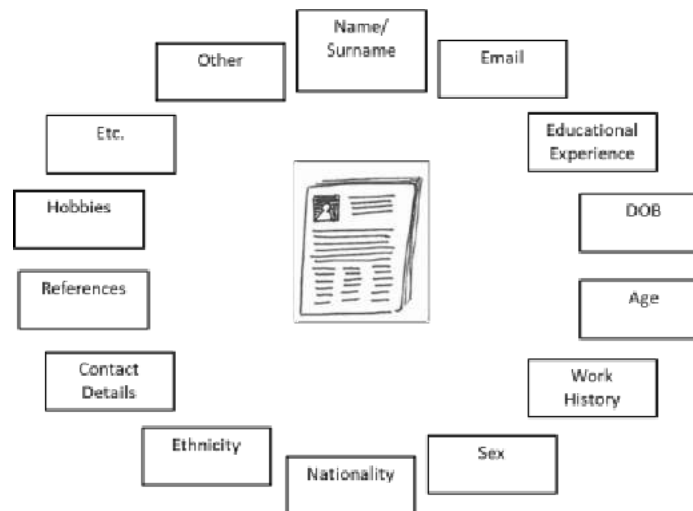 Name/
Surname
Email
Educational
Experience
DOB
Age
Work
History
Sex
Nationality
Ethnicity
Contact
Details
References
Hobbies
Etc.
Other